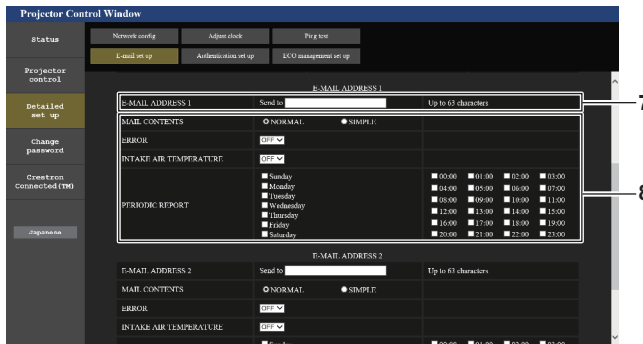 Projector Control Window
Status
Network config Adjust clock Ping test
E-mail set up Authentication set up ECO management set up
Projector control
Detailed set up
Change password
Crestron Connected(TM)
Japanese
E-MAIL ADDRESS 1
E-MAIL ADDRESS 1 Send to Up to 63 characters
7
MAIL CONTENTS NORMAL SIMPLE
ERROR OFF
INTAKE AIR TEMPERATURE OFF
PERIODIC REPORT
Sunday 00:00 01:00 02:00 03:00
Monday 04:00 05:00 06:00 07:00
Tuesday
Wednesday 08:00 09:00 10:00 11:00
Thursday 12:00 13:00 14:00 15:00
Friday 16:00 17:00 18:00 19:00
Saturday 20:00 21:00 22:00 23:00
8
E-MAIL ADDRESS 2
E-MAIL ADDRESS 2 Send to Up to 63 characters
MAIL CONTENTS NORMAL SIMPLE
ERROR OFF
INTAKE AIR TEMPERATURE OFF